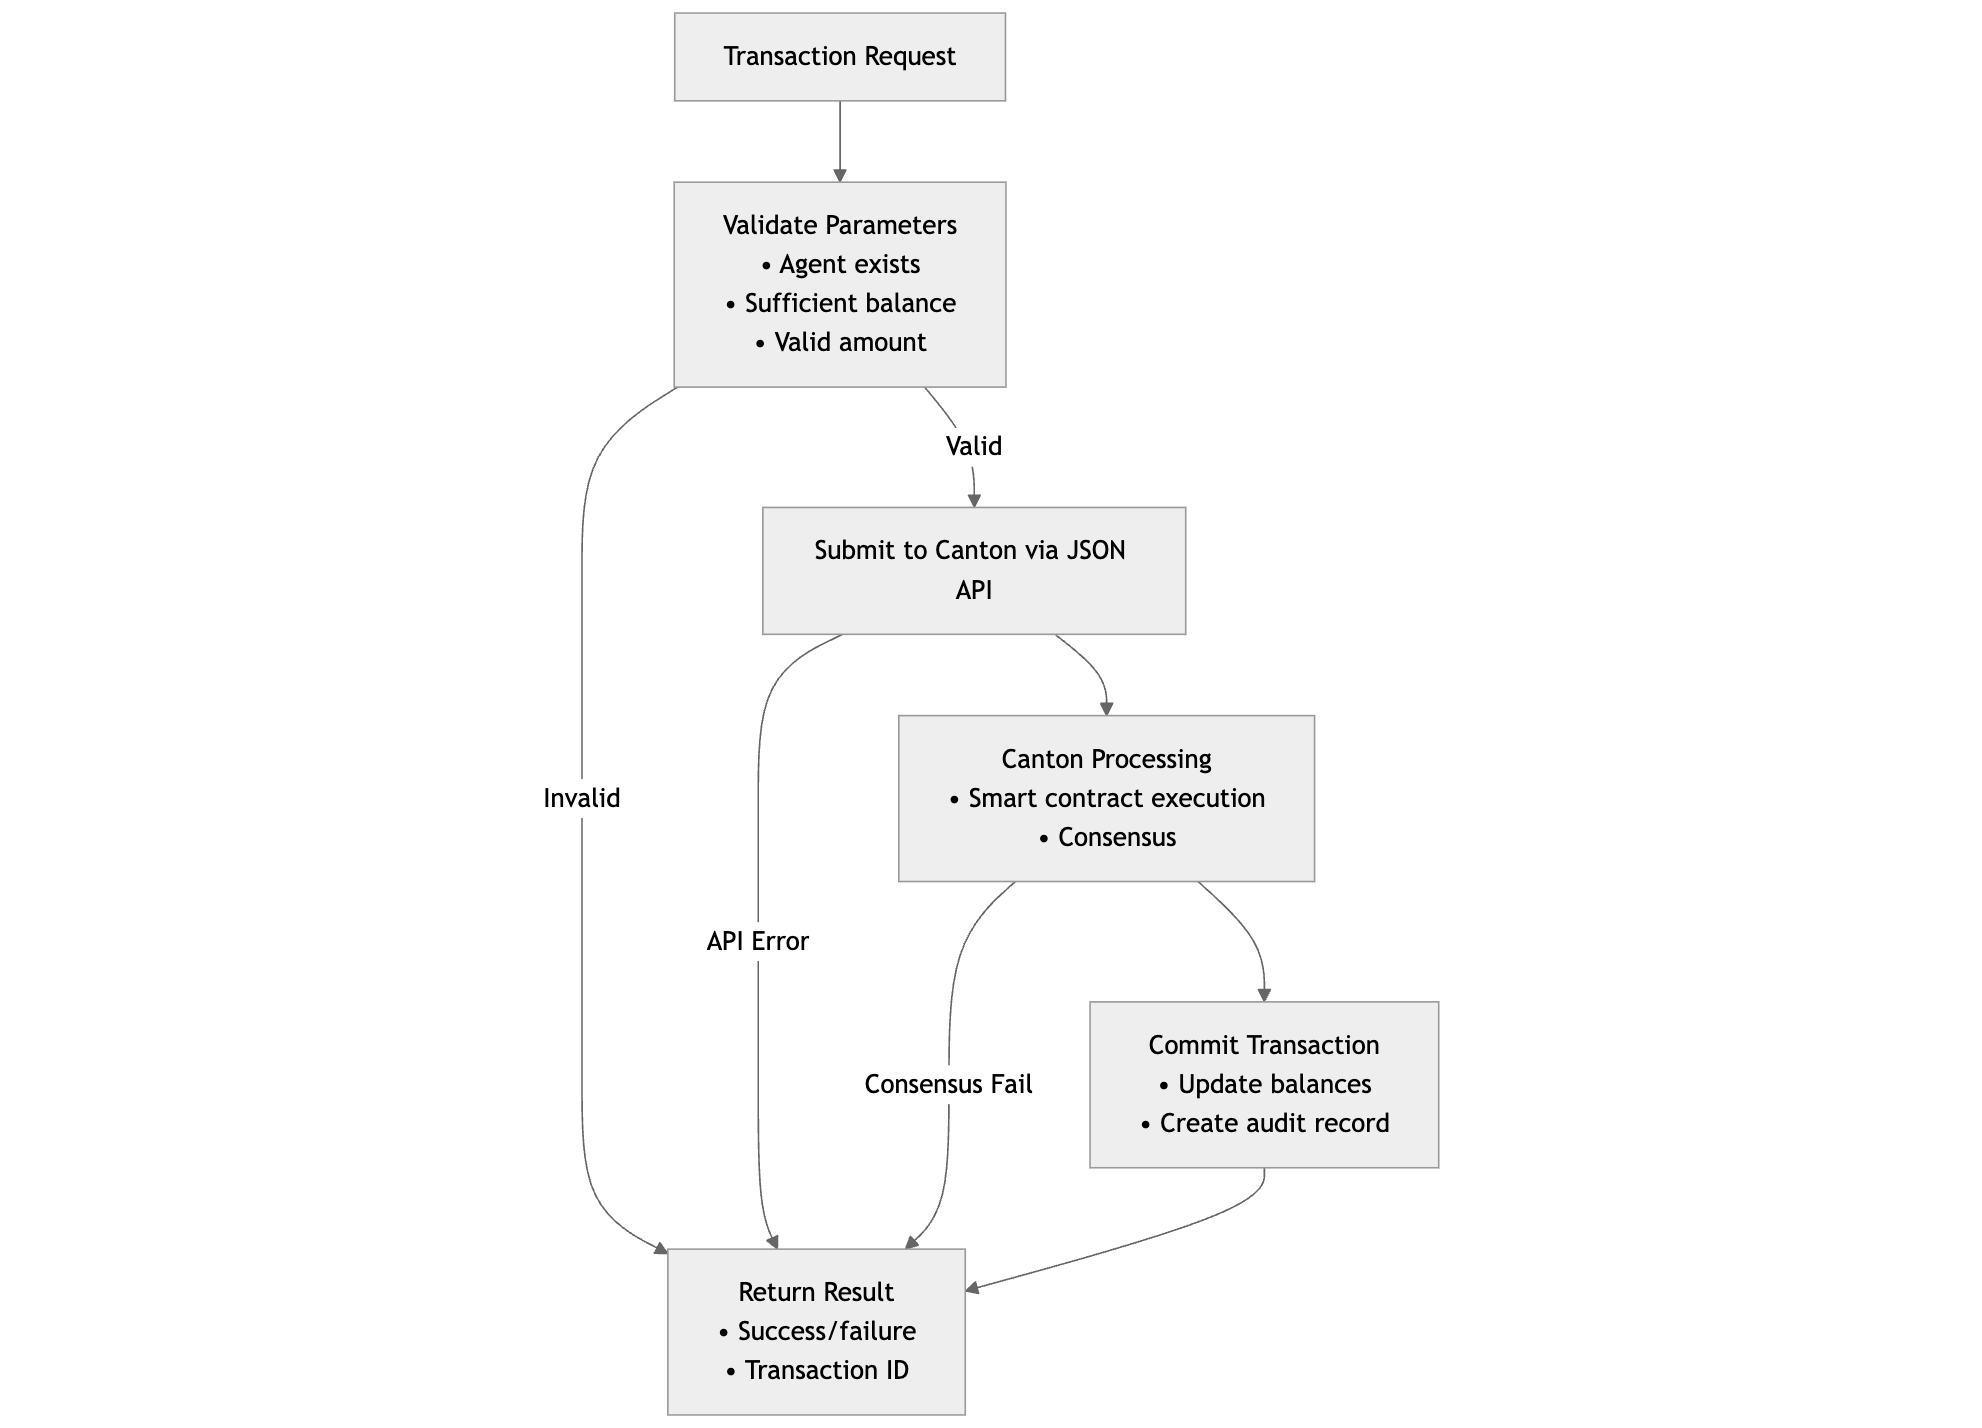 Transaction Request
Validate Parameters
• Agent exists
• Sufficient balance
• Valid amount
Valid
Submit to Canton via JSON
API
Canton Processing
• Smart contract execution
• Consensus
Invalid
API Error
Consensus Fail
Commit Transaction
• Update balances
• Create audit record
Return Result
• Success/failure
• Transaction ID